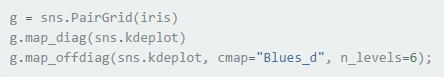 g = sns.PairGrid(iris)
g.map_diag(sns.kdeplot)
g.map_offdiag(sns.kdeplot, cmap="Blues_d", n_levels=6);